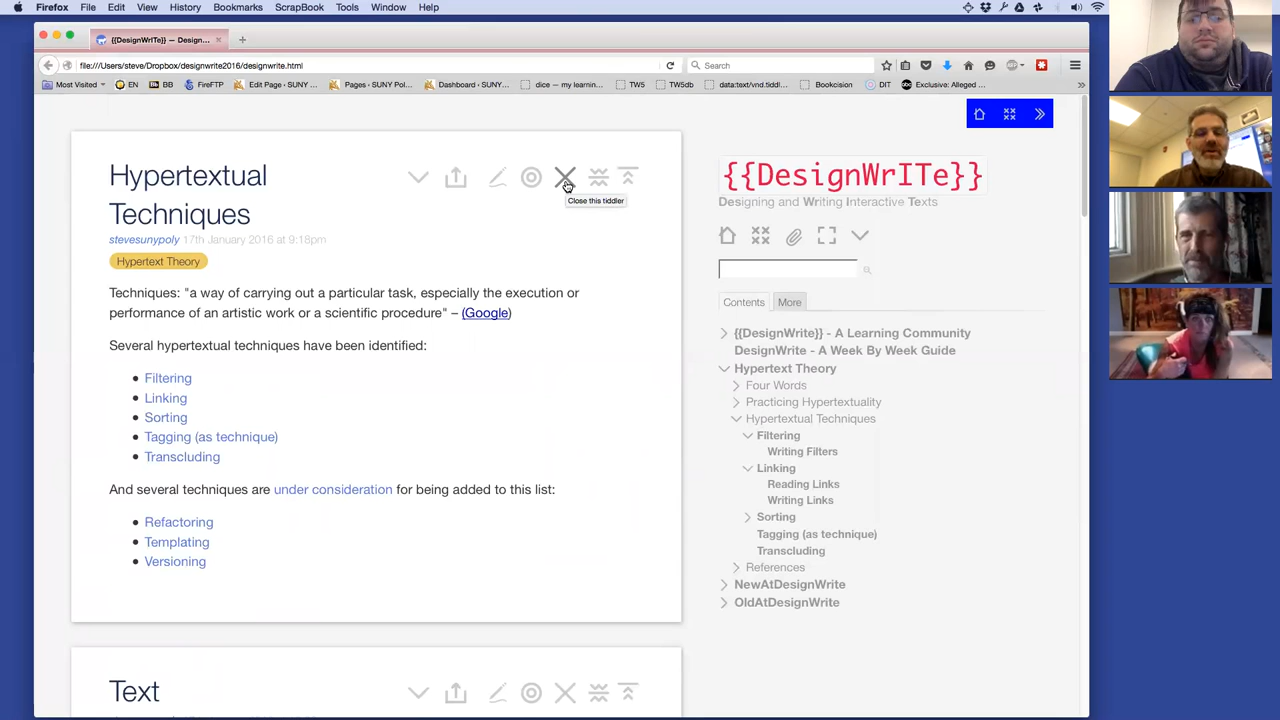 Firefox File Edit View History Bookmarks ScrapBook Tools Window Help
{{DesignWrITe}} — Design...
file:///Users/steve/Dropbox/designwrite2016/designwrite.html
Search
Most Visited EN BB FireFTP Edit Page - SUNY ... Pages - SUNY Pol... Dashboard - SUNY... dice — my learnin... TW5 TW5db data:text/vnd.tiddl... Bookcision DIT Exclusive: Alleged ...
Hypertextual
Techniques
Close this tiddler
stevesunypoly 17th January 2016 at 9:18pm
Hypertext Theory
Techniques: "a way of carrying out a particular task, especially the execution or
performance of an artistic work or a scientific procedure" – (Google)
Several hypertextual techniques have been identified:
Filtering
Linking
Sorting
Tagging (as technique)
Transcluding
And several techniques are under consideration for being added to this list:
Refactoring
Templating
Versioning
Text
{{DesignWrITe}}
Designing and Writing Interactive Texts
Contents More
{{DesignWrite}} - A Learning Community
DesignWrite - A Week By Week Guide
Hypertext Theory
Four Words
Practicing Hypertextuality
Hypertextual Techniques
Filtering
Writing Filters
Linking
Reading Links
Writing Links
Sorting
Tagging (as technique)
Transcluding
References
NewAtDesignWrite
OldAtDesignWrite